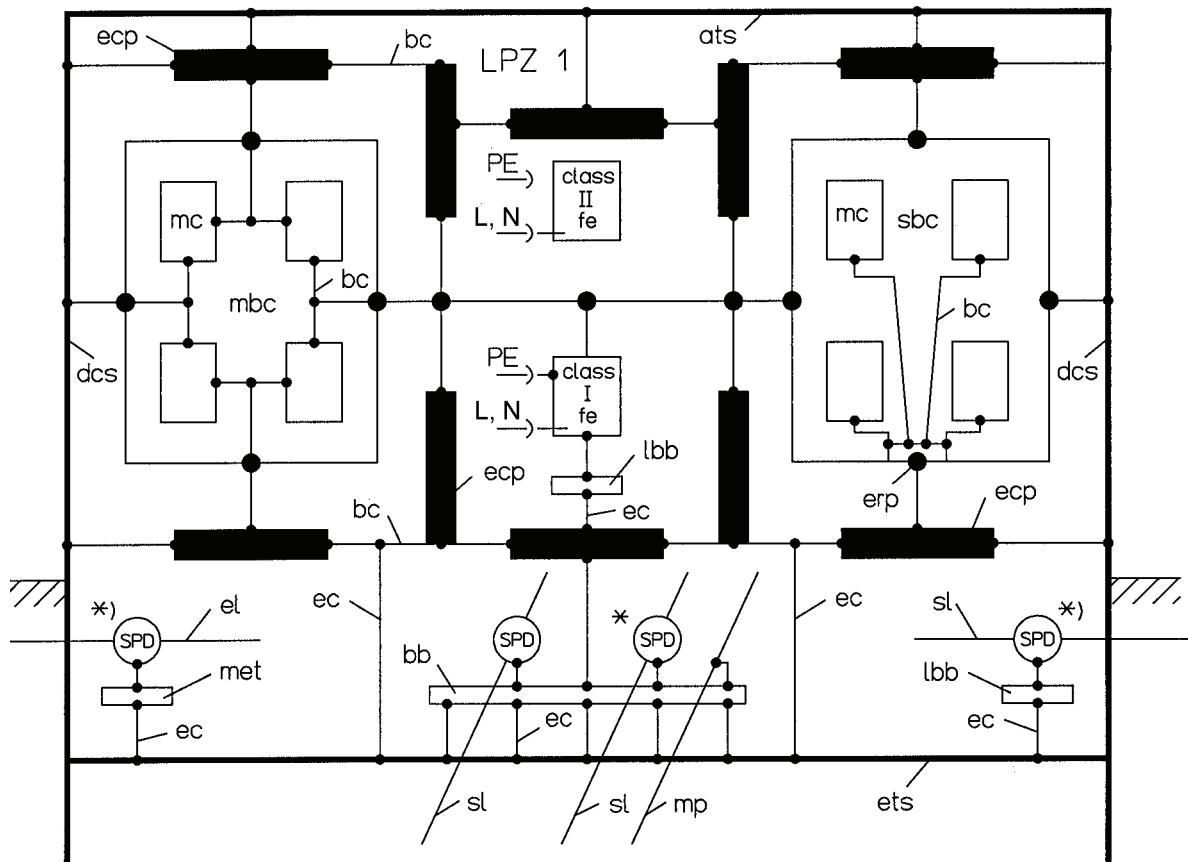 ecp
bc
LPZ 1
ats
PE
class
II
fe
L, N
mc
mc
sbc
bc
mbc
bc
dcs
PE
class
I
fe
L, N
dcs
lbb
ecp
ec
erp
ecp
bc
*)
el
ec
SPD
SPD
*
SPD
ec
sl
SPD
*)
met
bb
lbb
ec
ec
ec
sl
sl
mp
ets